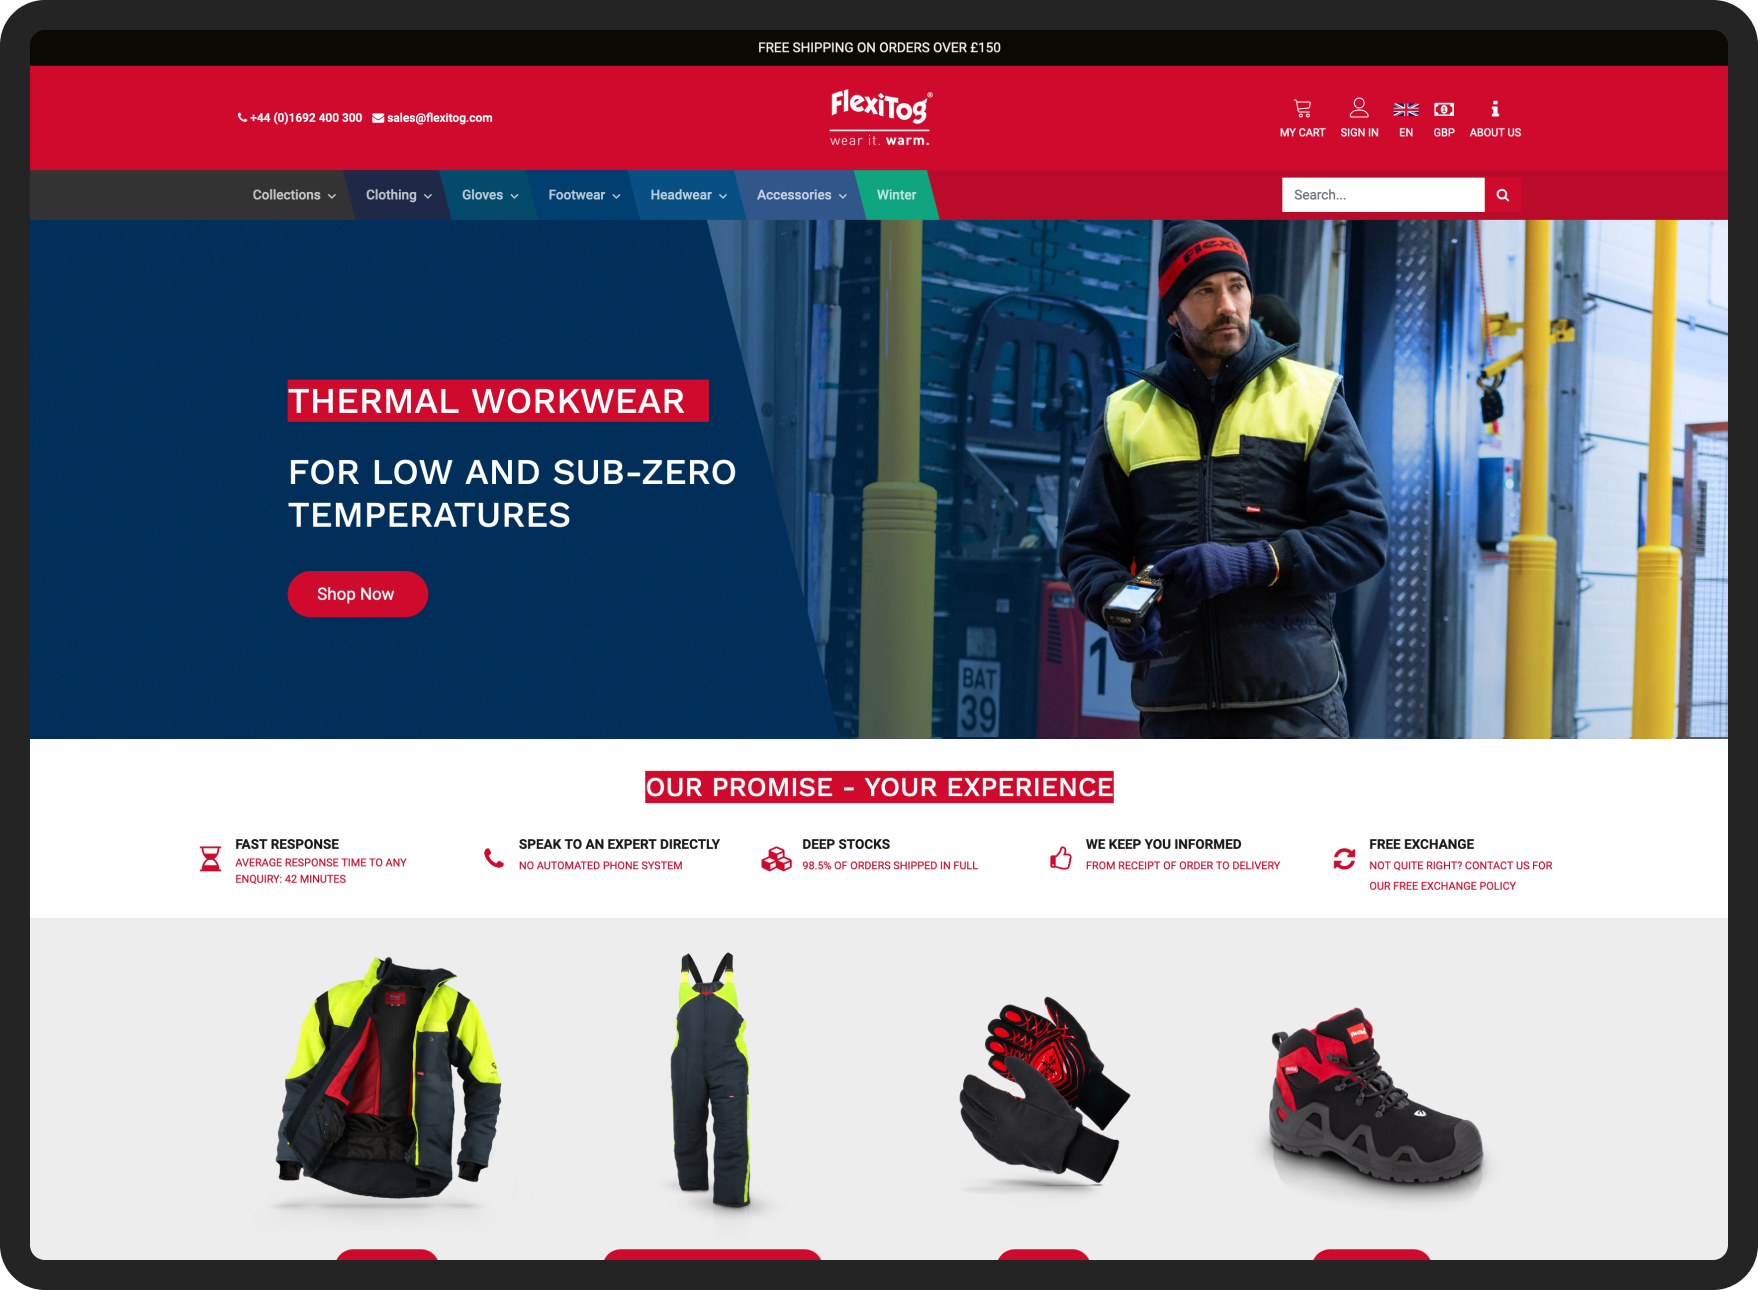 FREE SHIPPING ON ORDERS OVER £150
+44 (0)1692 400 300 sales@flexitog.com
FlexiTog®
wear it. warm.
MY CART SIGN IN EN GBP ABOUT US
Collections Clothing Gloves Footwear Headwear Accessories Winter
Search...
THERMAL WORKWEAR
FOR LOW AND SUB-ZERO
TEMPERATURES
Shop Now
BAT
39
1
OUR PROMISE - YOUR EXPERIENCE
FAST RESPONSE
AVERAGE RESPONSE TIME TO ANY
ENQUIRY: 42 MINUTES
SPEAK TO AN EXPERT DIRECTLY
NO AUTOMATED PHONE SYSTEM
DEEP STOCKS
98.5% OF ORDERS SHIPPED IN FULL
WE KEEP YOU INFORMED
FROM RECEIPT OF ORDER TO DELIVERY
FREE EXCHANGE
NOT QUITE RIGHT? CONTACT US FOR
OUR FREE EXCHANGE POLICY